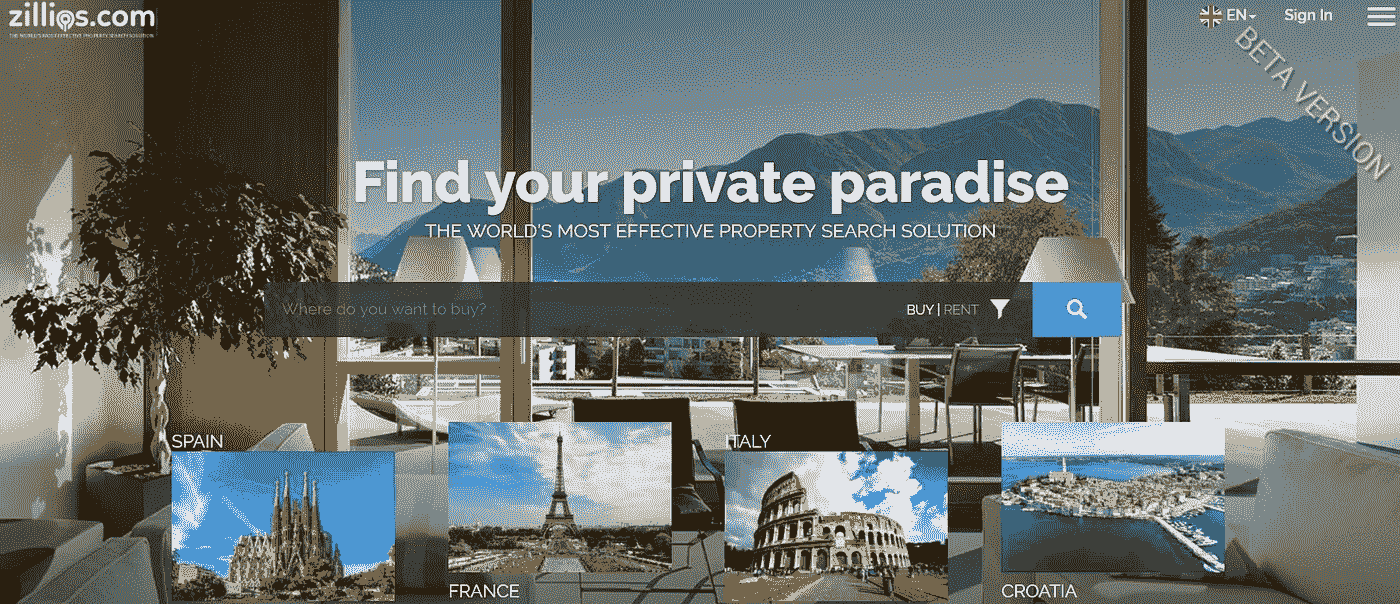 zillios.com
THE WORLD'S MOST EFFECTIVE PROPERTY SEARCH SOLUTION
EN
Sign In
BETA VERSION
Find your private paradise
THE WORLD'S MOST EFFECTIVE PROPERTY SEARCH SOLUTION
Where do you want to buy?
BUY | RENT
SPAIN
ITALY
FRANCE
CROATIA